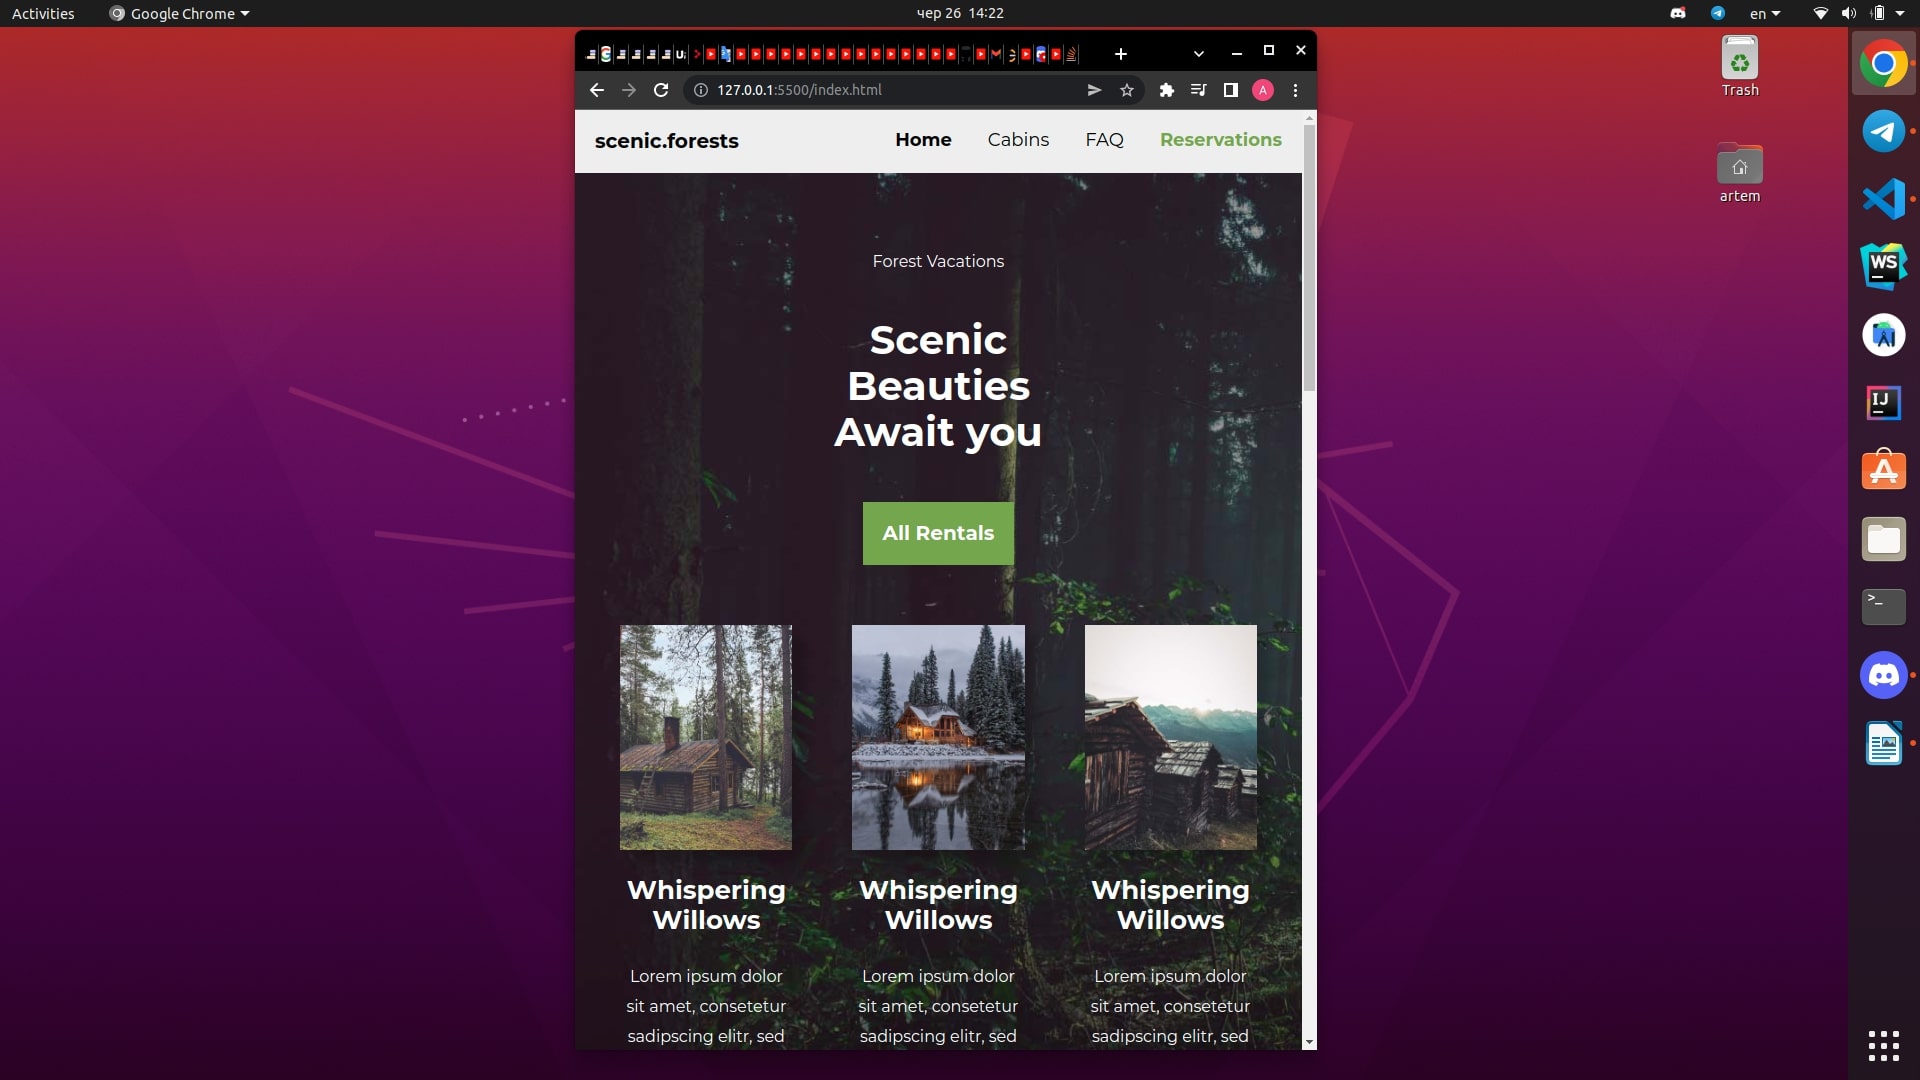 Activities
Google Chrome
чер 26 14:22
en
Trash
artem
127.0.0.1:5500/index.html
A
scenic.forests
Home
Cabins
FAQ
Reservations
Forest Vacations
Scenic
Beauties
Await you
All Rentals
Whispering
Willows
Lorem ipsum dolor
sit amet, consetetur
sadipscing elitr, sed
Whispering
Willows
Lorem ipsum dolor
sit amet, consetetur
sadipscing elitr, sed
Whispering
Willows
Lorem ipsum dolor
sit amet, consetetur
sadipscing elitr, sed
WS
IJ